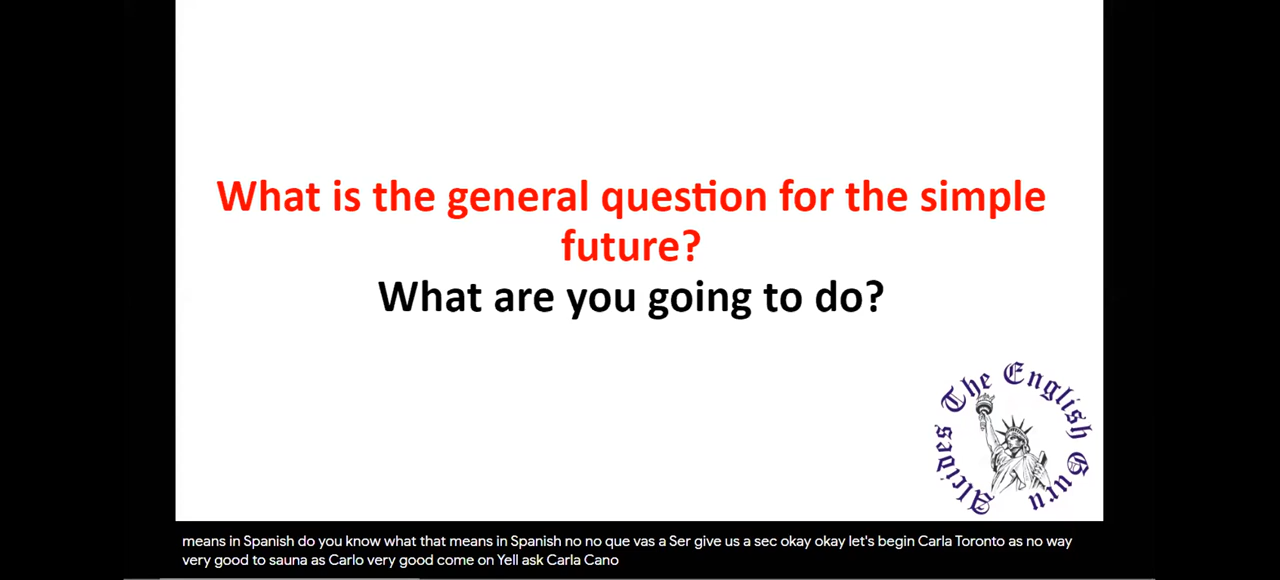 What is the general question for the simple
future?
What are you going to do?
Alcides The English Guru
means in Spanish do you know what that means in Spanish no no que vas a Ser give us a sec okay okay let's begin Carla Toronto as no way
very good to sauna as Carlo very good come on Yell ask Carla Cano